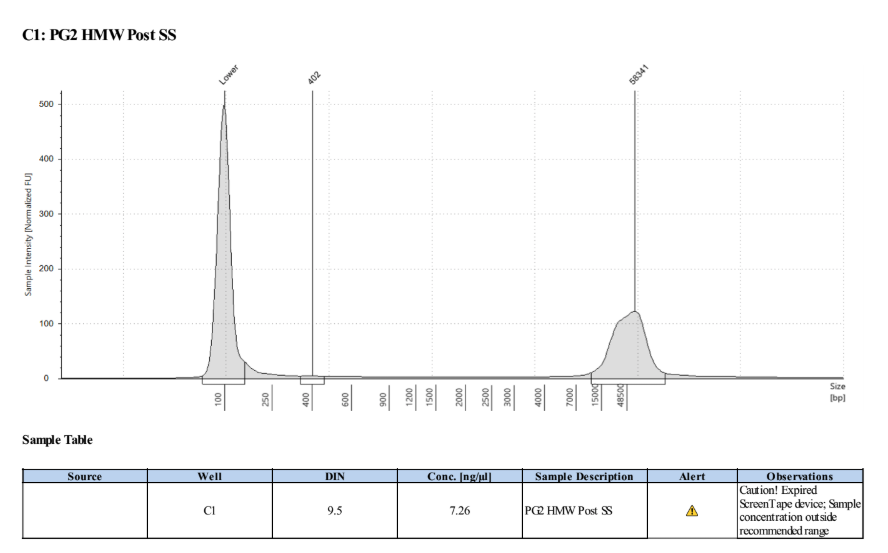 C1: PG2 HMW Post SS
Lower
402
58341
500
400
300
200
100
0
Sample Intensity [Normalized FU]
100
250
400
600
900
1200
1500
2000
2500
3000
4000
7000
15000
48500
Size
[bp]
Sample Table
Source Well DIN Conc. [ng/µl] Sample Description Alert Observations
C1 9.5 7.26 PG2 HMW Post SS
Caution! Expired
ScreenTape device; Sample
concentration outside
recommended range